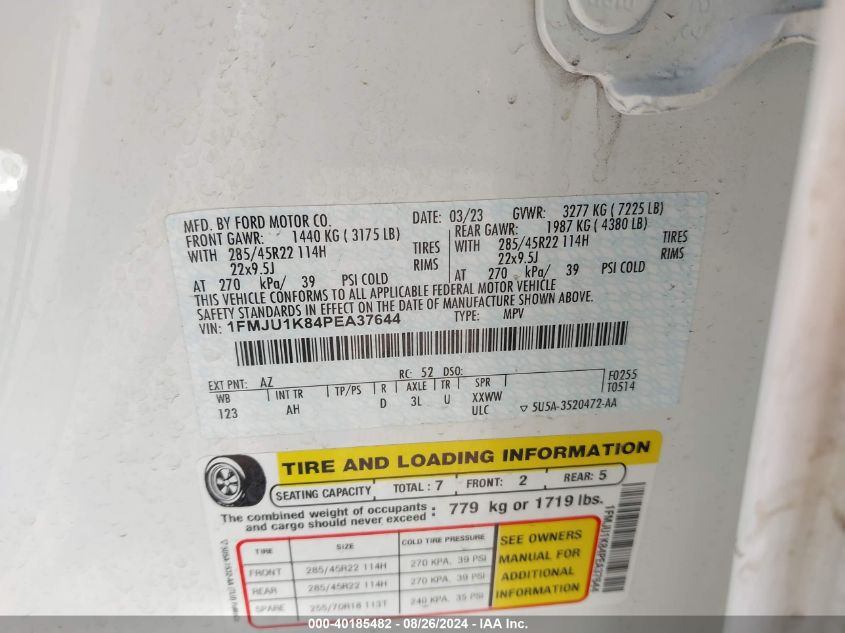 MFD. BY FORD MOTOR CO. DATE: 03/23 GVWR: 3277 KG ( 7225 LB)
FRONT GAWR: 1440 KG ( 3175 LB) REAR GAWR: 1987 KG ( 4380 LB)
WITH 285/45R22 114H TIRES WITH 285/45R22 114H TIRES
22x9.5J RIMS 22x9.5J RIMS
AT 270 kPa/ 39 PSI COLD AT 270 kPa/ 39 PSI COLD
THIS VEHICLE CONFORMS TO ALL APPLICABLE FEDERAL MOTOR VEHICLE
SAFETY STANDARDS IN EFFECT ON THE DATE OF MANUFACTURE SHOWN ABOVE.
VIN: 1FMJU1K84PEA37644 TYPE: MPV
EXT PNT: AZ RC: 52 DSO: F0255
WB INT TR TP/PS R AXLE TR SPR T0514
123 AH D 3L U XXWW
ULC 5U5A-3520472-AA
TIRE AND LOADING INFORMATION
SEATING CAPACITY TOTAL : 7 FRONT: 2 REAR: 5
The combined weight of occupants and cargo should never exceed : 779 kg or 1719 lbs.
TIRE SIZE COLD TIRE PRESSURE
FRONT 285/45R22 114H 270 KPA, 39 PSI
REAR 285/45R22 114H 270 KPA, 39 PSI
SPARE 255/70R18 113T 240 KPA, 35 PSI
SEE OWNERS
MANUAL FOR
ADDITIONAL
INFORMATION
1FMJU1K84PEA37644
000-40185482 - 08/26/2024 - IAA Inc.